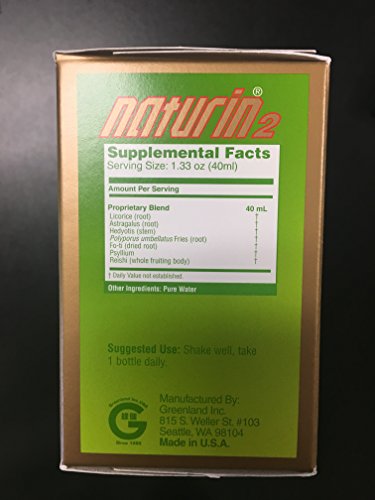 naturin®2
Supplemental Facts
Serving Size: 1.33 oz (40ml)
Amount Per Serving
Proprietary Blend 40 mL
Licorice (root) †
Astragalus (root) †
Hedyotis (stem) †
Polyporus umbellatus Fries (root) †
Fo-ti (dried root) †
Psyllium †
Reishi (whole fruiting body) †
† Daily Value not established.
Other Ingredients: Pure Water
Suggested Use: Shake well, take
1 bottle daily.
Manufactured By:
Greenland Inc.
815 S. Weller St. #103
Seattle, WA 98104
Made in U.S.A.
G
Since 1986